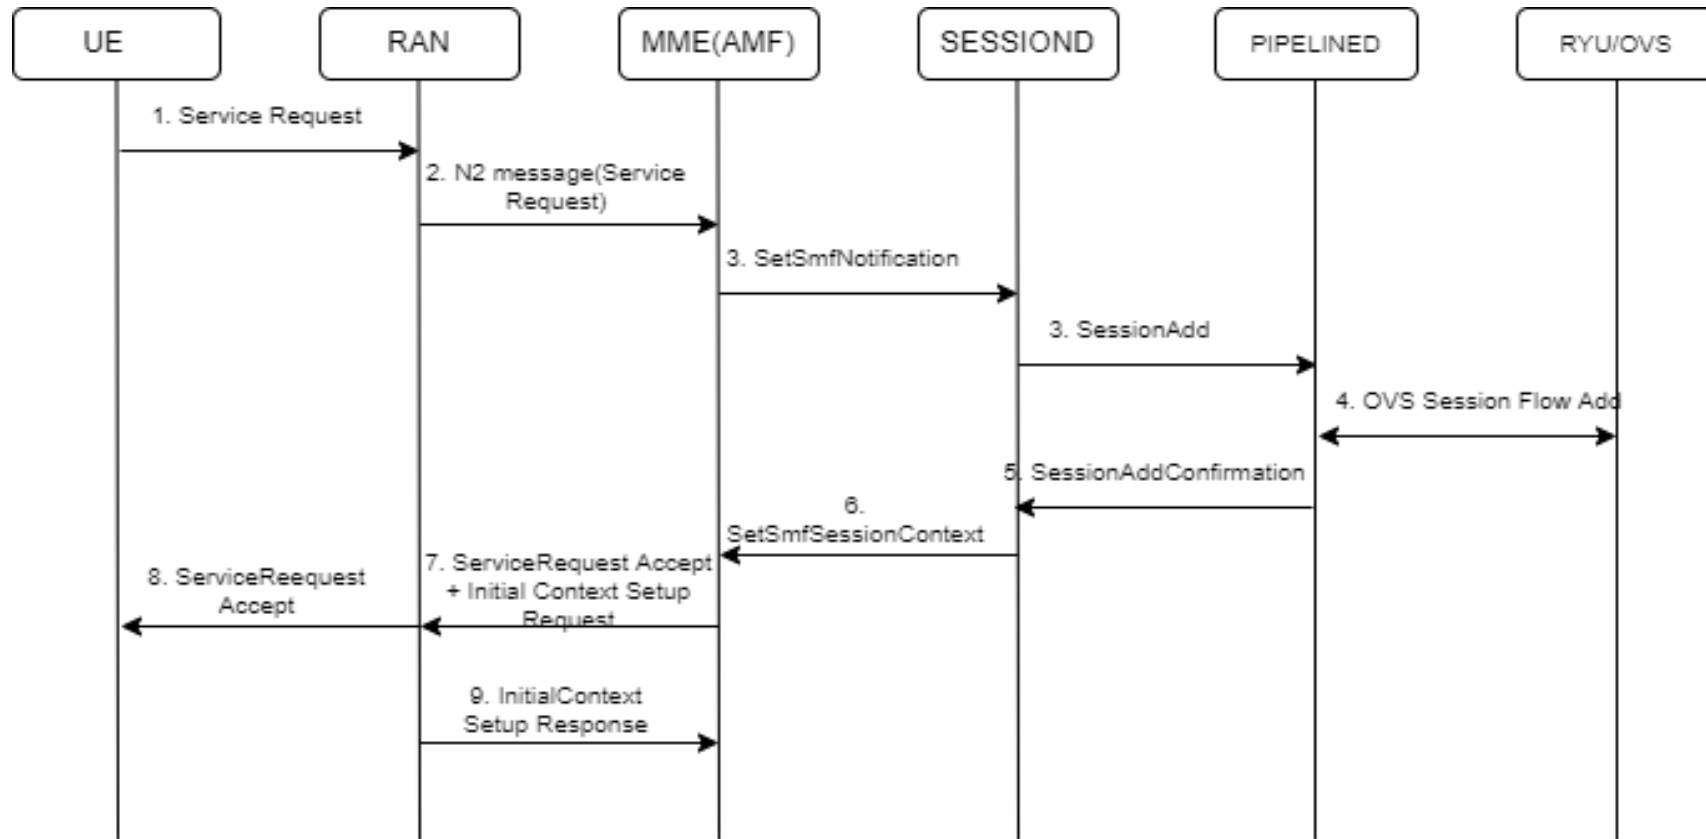 UE
RAN
MME(AMF)
SESSIOND
PIPELINED
RYU/OVS
1. Service Request
2. N2 message(Service
Request)
3. SetSmfNotification
3. SessionAdd
4. OVS Session Flow Add
5. SessionAddConfirmation
6.
SetSmfSessionContext
7. ServiceRequest Accept
+ Initial Context Setup
Request
8. ServiceReequest
Accept
9. InitialContext
Setup Response